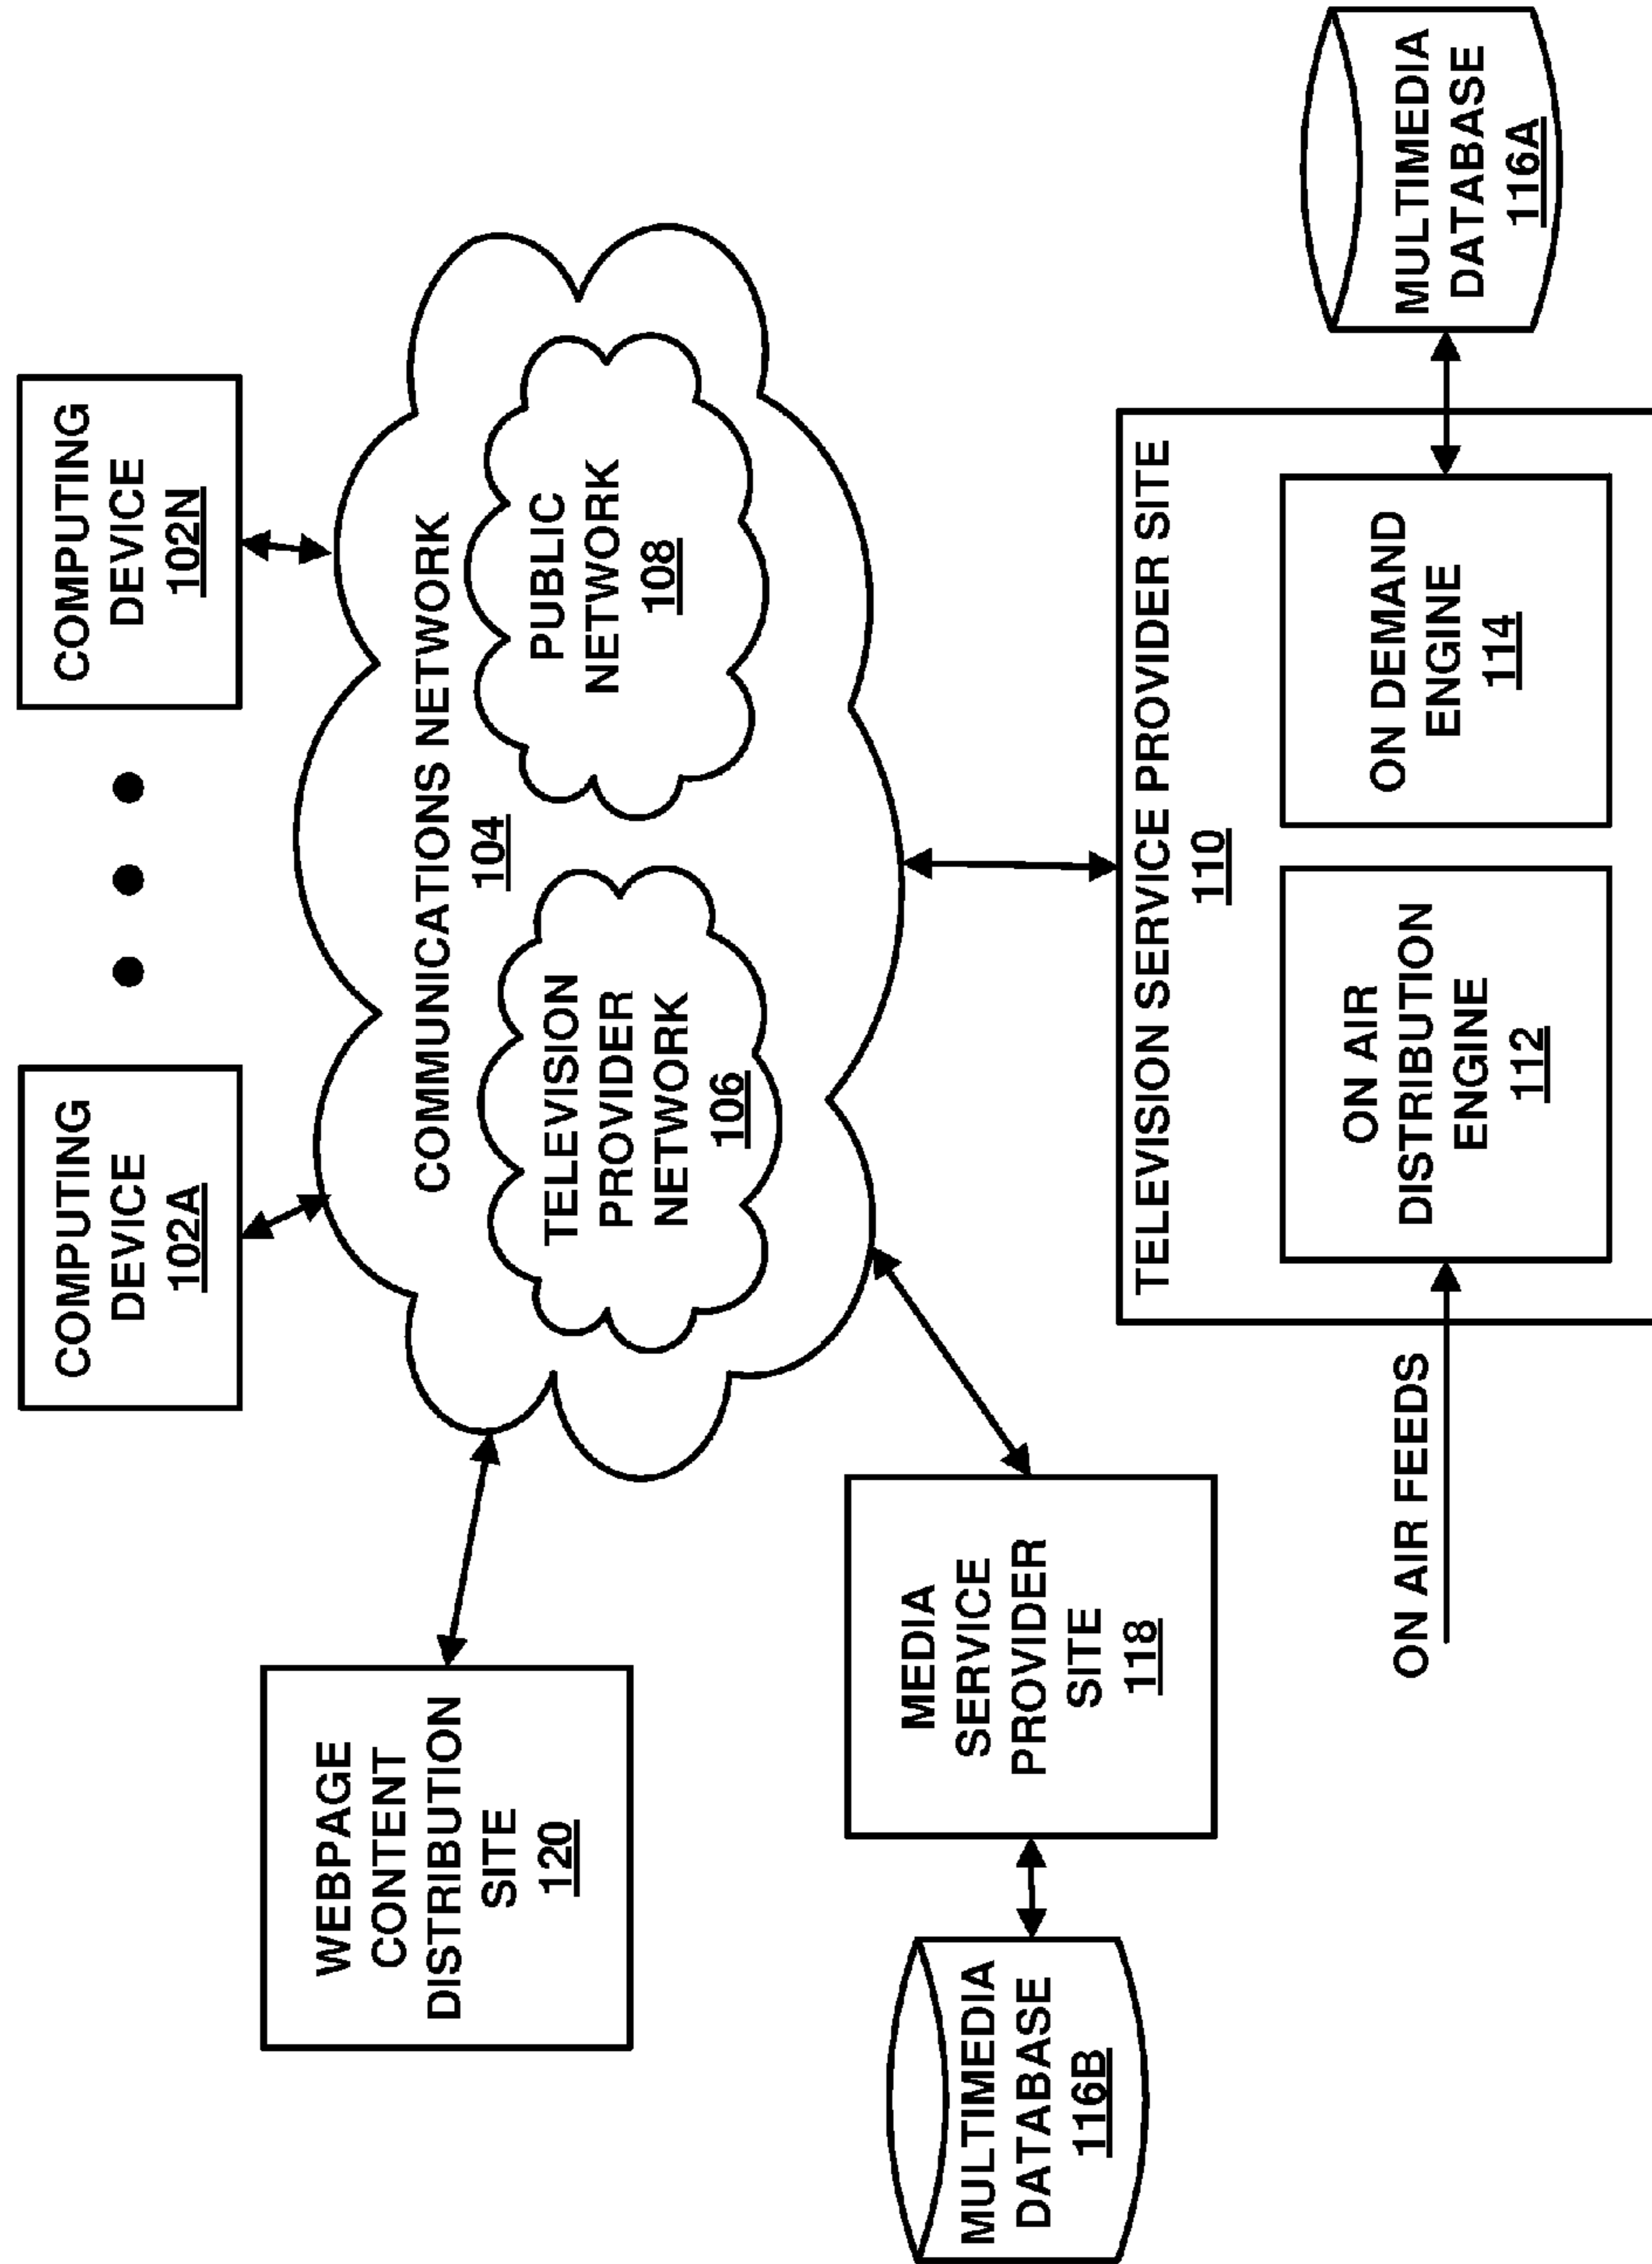 COMPUTING
DEVICE
102A
COMPUTING
DEVICE
102N
WEBPAGE
CONTENT
DISTRIBUTION
SITE
120
COMMUNICATIONS NETWORK
104
TELEVISION
PROVIDER
NETWORK
106
PUBLIC
NETWORK
108
MULTIMEDIA
DATABASE
116B
MEDIA
SERVICE
PROVIDER
SITE
118
TELEVISION SERVICE PROVIDER SITE
110
ON AIR FEEDS
ON AIR
DISTRIBUTION
ENGINE
112
ON DEMAND
ENGINE
114
MULTIMEDIA
DATABASE
116A